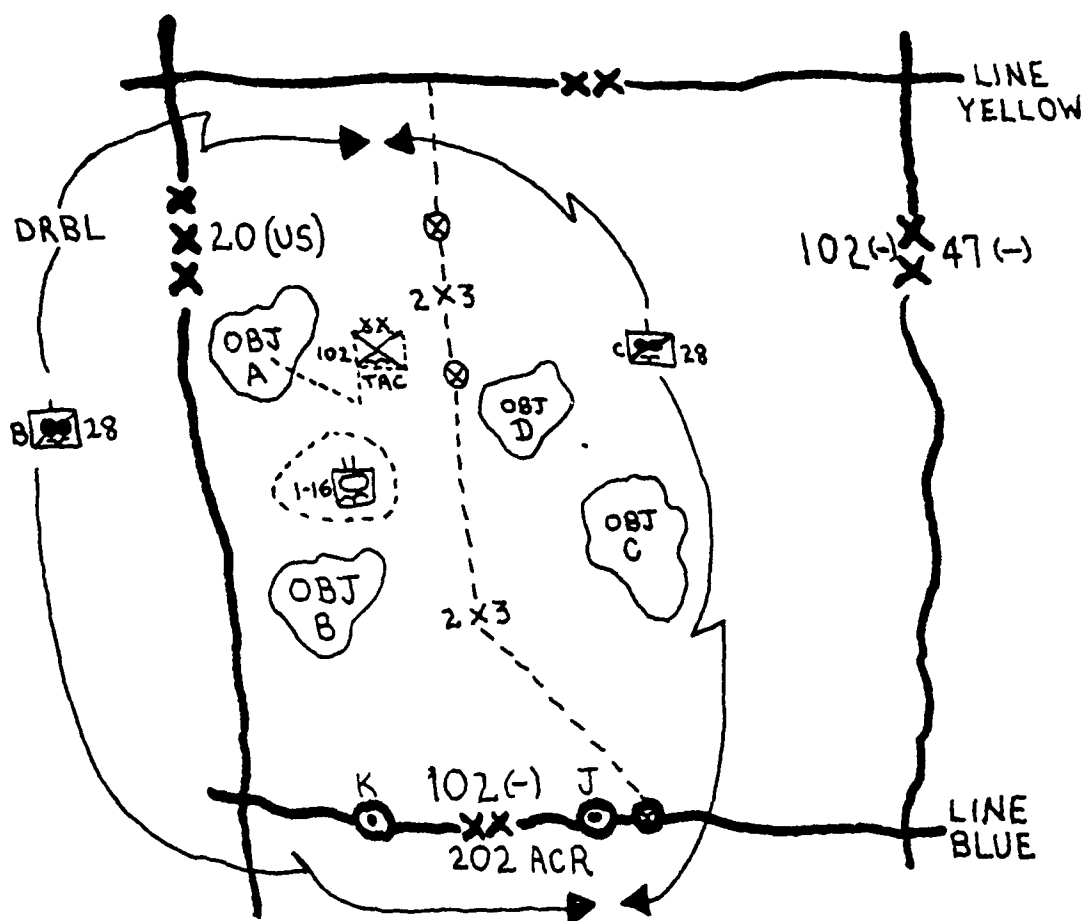 LINE
YELLOW
DRBL
20 (US)
102(-) 47(-)
2 3
OBJ
A
102
TAC
C 28
OBJ
D
B 28
1-16
OBJ
C
OBJ
B
2 3
K 102(-) J
LINE
BLUE
202 ACR